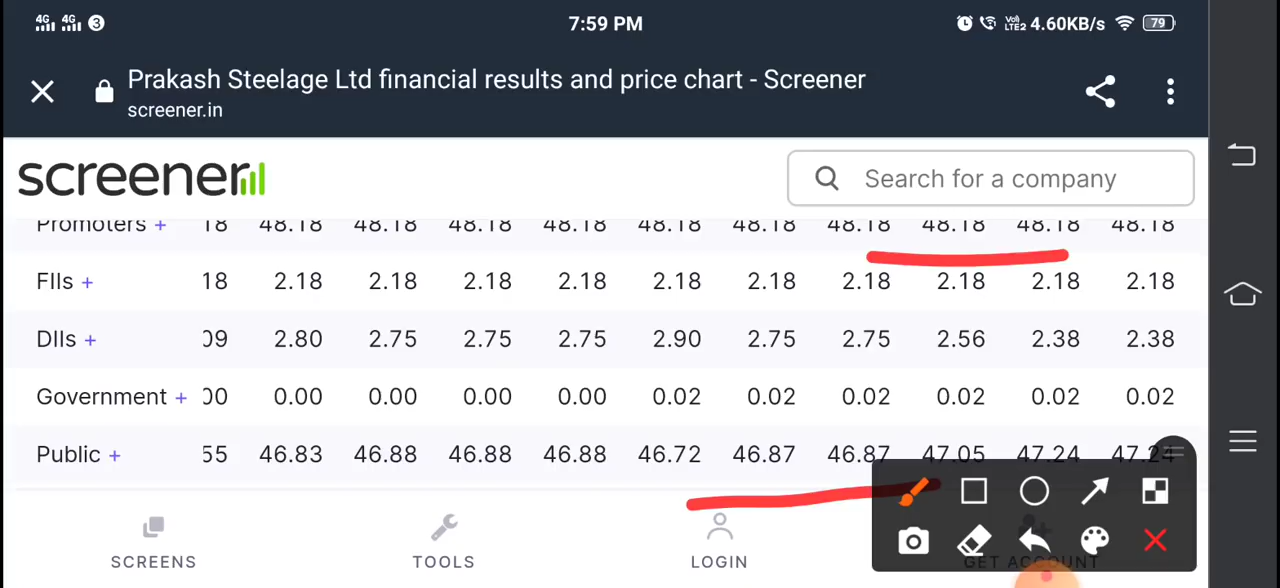 4G 4G 3 7:59 PM Vo)) LTE2 4.60KB/s 79
Prakash Steelage Ltd financial results and price chart - Screener
screener.in
screener
Search for a company
Promoters + 18 48.18 48.18 48.18 48.18 48.18 48.18 48.18 48.18 48.18 48.18
FIIs + 18 2.18 2.18 2.18 2.18 2.18 2.18 2.18 2.18 2.18 2.18
DIIs + 09 2.80 2.75 2.75 2.75 2.90 2.75 2.75 2.56 2.38 2.38
Government + 00 0.00 0.00 0.00 0.00 0.02 0.02 0.02 0.02 0.02 0.02
Public + 55 46.83 46.88 46.88 46.88 46.72 46.87 46.87 47.05 47.24 47.24
SCREENS TOOLS LOGIN GET ACCOUNT